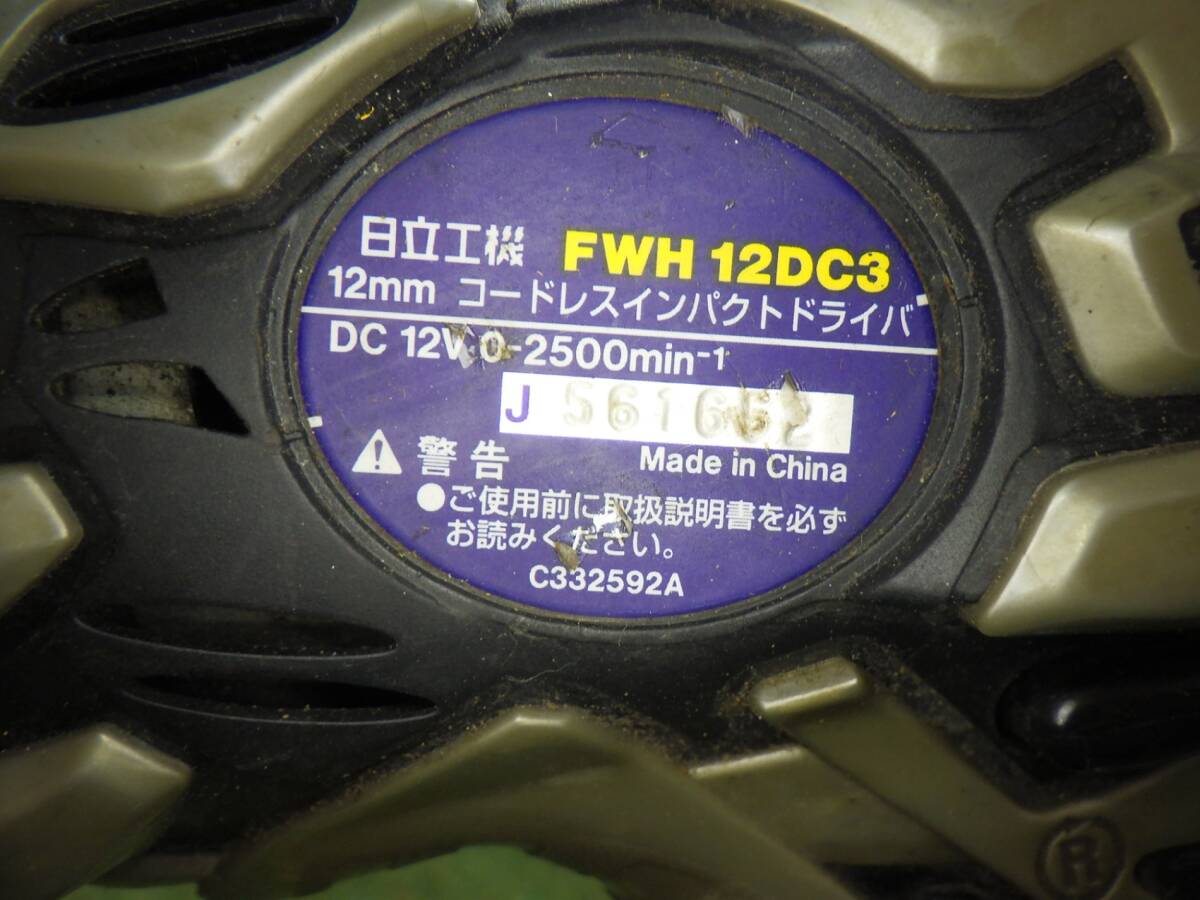 日立工機 FWH 12DC3
12mm コードレスインパクトドライバ
DC 12V 0-2500min⁻¹
J
Made in China
警告
●ご使用前に取扱説明書を必ず
お読みください。
C332592A
®